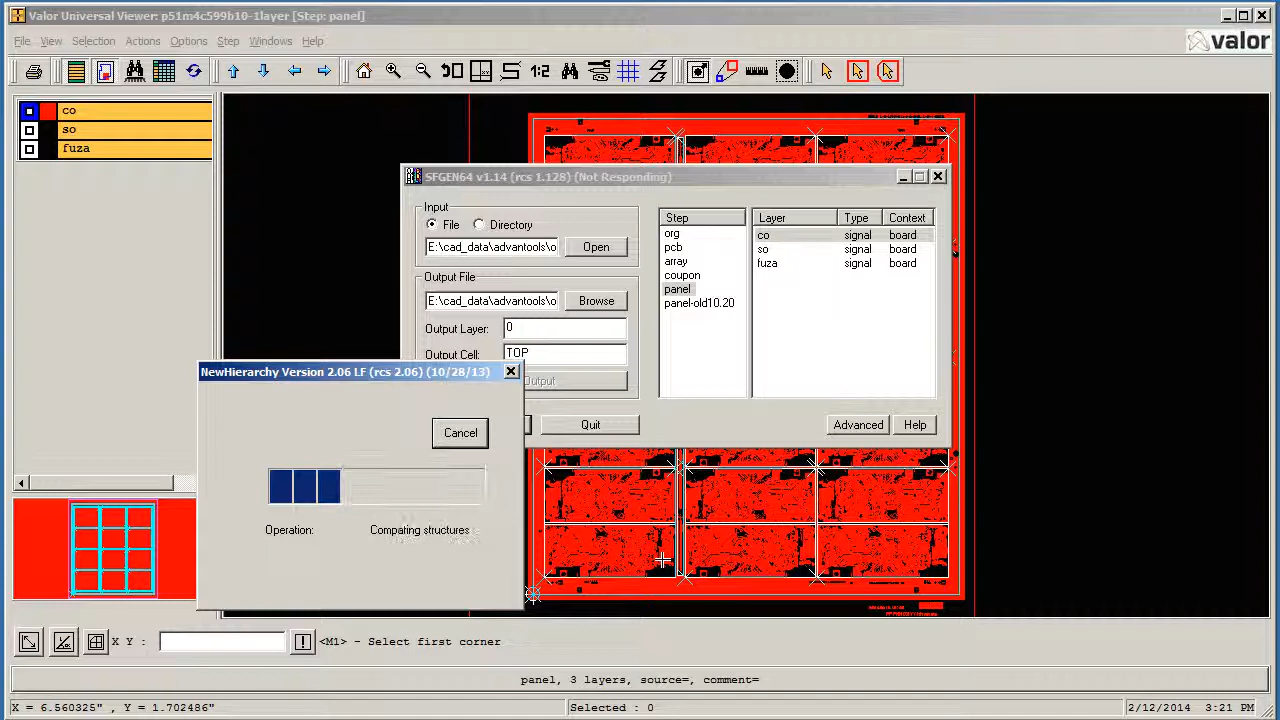 Valor Universal Viewer: p51m4c599b10-1layer [Step: panel]
File View Selection Actions Options Step Windows Help
valor
1:2
co
so
fuza
SFGEN64 v1.14 (rcs 1.128) (Not Responding)
Input
File Directory
E:\cad_data\advantools\o Open
Output File
E:\cad_data\advantools\o Browse
Output Layer: 0
Output Cell: TOP
Output
Quit
Step
org
pcb
array
coupon
panel
panel-old10.20
Layer Type Context
co signal board
so signal board
fuza signal board
Advanced Help
NewHierarchy Version 2.06 LF (rcs 2.06) (10/28/13)
Cancel
Operation: Compating structures
X Y : ! <M1> - Select first corner
panel, 3 layers, source=, comment=
X = 6.560325" , Y = 1.702486" Selected : 0 2/12/2014 3:21 PM